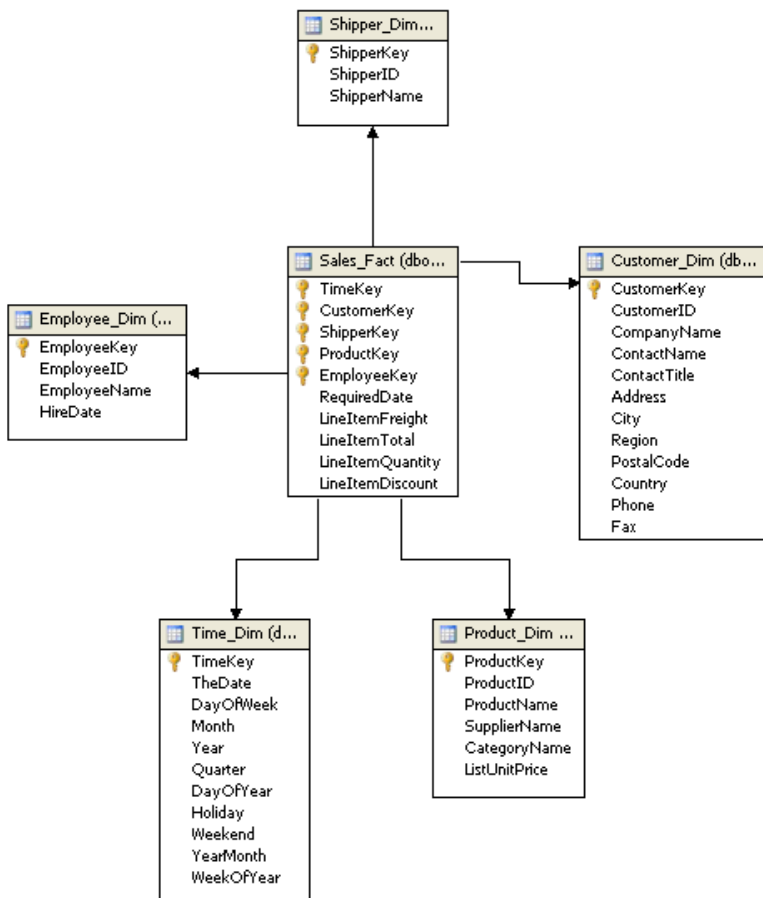 Shipper_Dim...
ShipperKey
ShipperID
ShipperName
Sales_Fact (dbo...
TimeKey
CustomerKey
ShipperKey
ProductKey
EmployeeKey
RequiredDate
LineItemFreight
LineItemTotal
LineItemQuantity
LineItemDiscount
Customer_Dim (db...
CustomerKey
CustomerID
CompanyName
ContactName
ContactTitle
Address
City
Region
PostalCode
Country
Phone
Fax
Employee_Dim (...
EmployeeKey
EmployeeID
EmployeeName
HireDate
Time_Dim (d...
TimeKey
TheDate
DayOfWeek
Month
Year
Quarter
DayOfYear
Holiday
Weekend
YearMonth
WeekOfYear
Product_Dim ...
ProductKey
ProductID
ProductName
SupplierName
CategoryName
ListUnitPrice